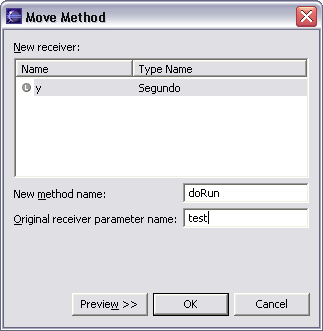 Move Method
New receiver:
Name Type Name
L y Segundo
New method name: doRun
Original receiver parameter name: test
Preview >> OK Cancel